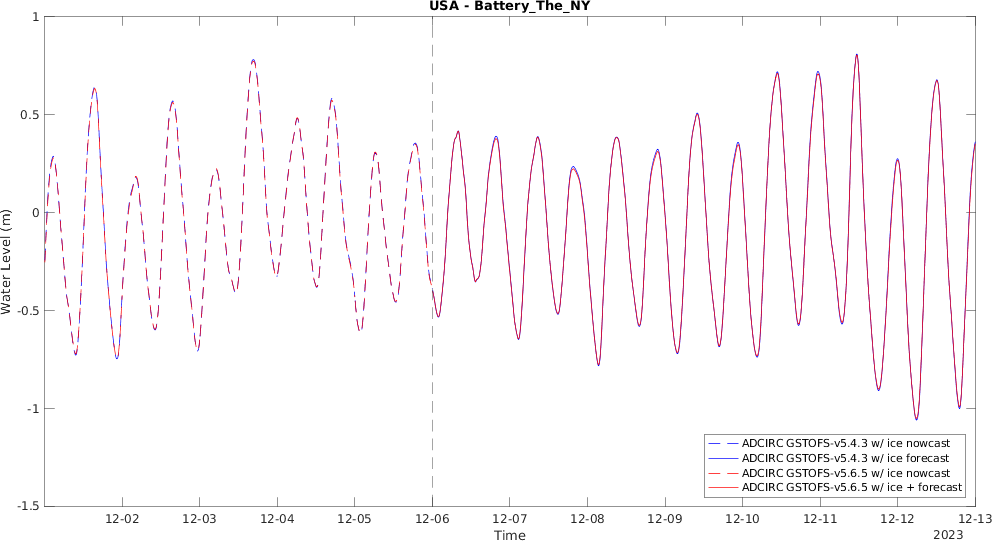 USA - Battery_The_NY
1
0.5
0
-0.5
-1
-1.5
Water Level (m)
12-02 12-03 12-04 12-05 12-06 12-07 12-08 12-09 12-10 12-11 12-12 12-13
Time
2023
ADCIRC GSTOFS-v5.4.3 w/ ice nowcast
ADCIRC GSTOFS-v5.4.3 w/ ice forecast
ADCIRC GSTOFS-v5.6.5 w/ ice nowcast
ADCIRC GSTOFS-v5.6.5 w/ ice + forecast